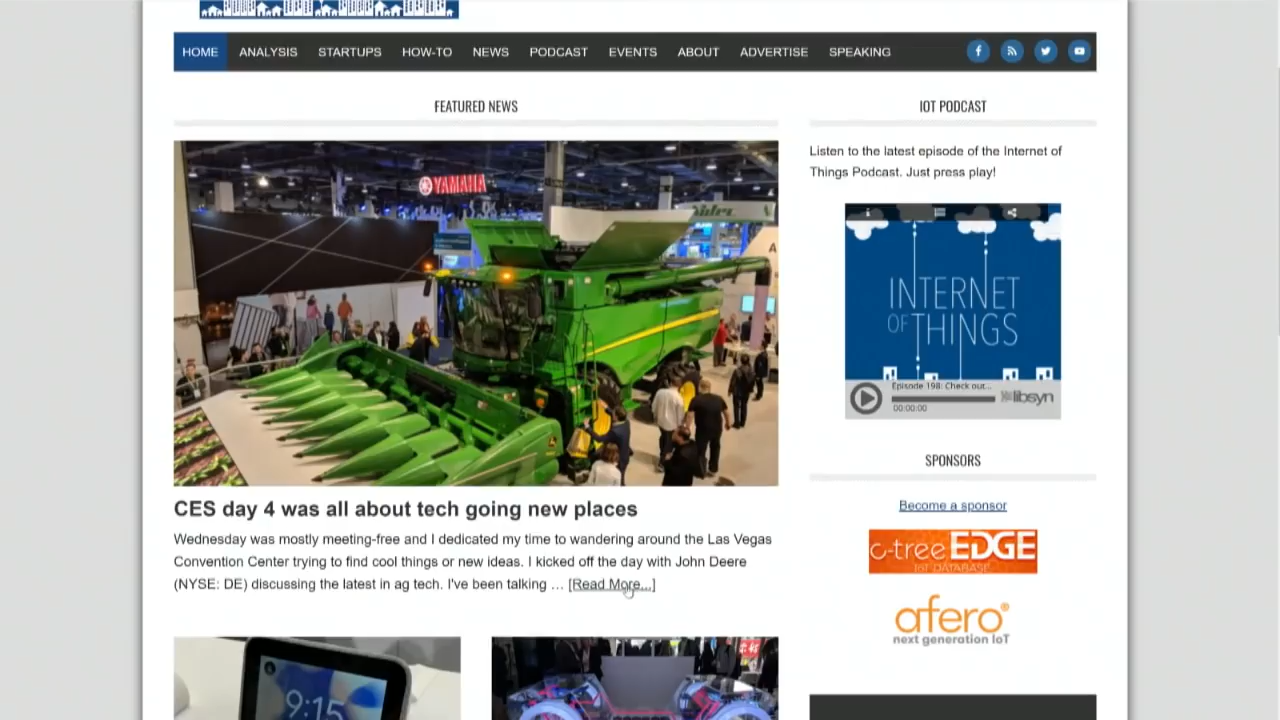 HOME ANALYSIS STARTUPS HOW-TO NEWS PODCAST EVENTS ABOUT ADVERTISE SPEAKING
FEATURED NEWS
YAMAHA
CES day 4 was all about tech going new places
Wednesday was mostly meeting-free and I dedicated my time to wandering around the Las Vegas
Convention Center trying to find cool things or new ideas. I kicked off the day with John Deere
(NYSE: DE) discussing the latest in ag tech. I've been talking … [Read More...]
9:15
IOT PODCAST
Listen to the latest episode of the Internet of
Things Podcast. Just press play!
INTERNET
OF THINGS
Episode 198: Check out...
libsyn
00:00:00
SPONSORS
Become a sponsor
c-treeEDGE
IOT DATABASE
afero®
next generation IoT